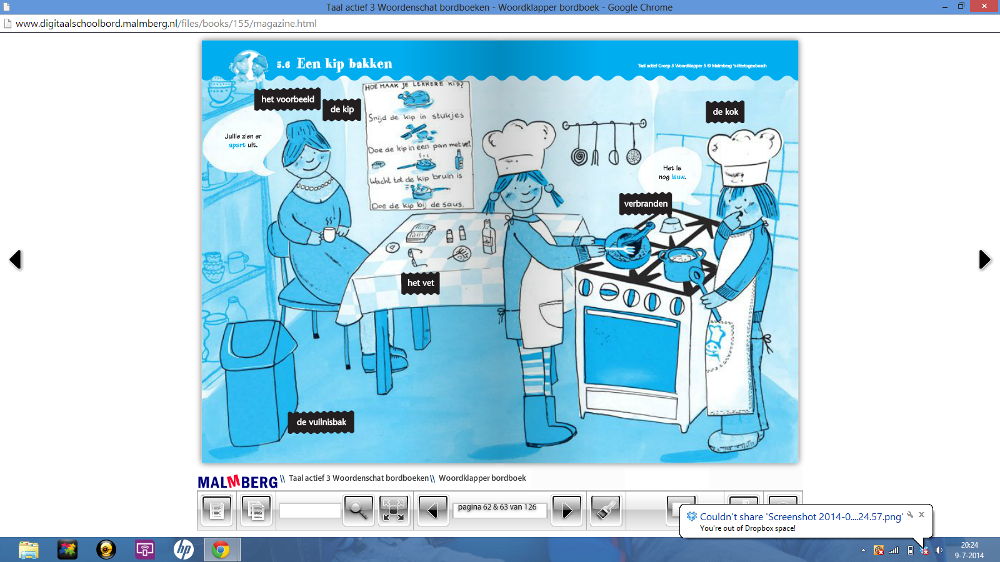 Taal actief 3 Woordenschat bordboeken - Woordklapper bordboek - Google Chrome
www.digitaalschoolbord.malmberg.nl/files/books/155/magazine.html
5.6 Een kip bakken
Taal actief Groep 5 Woordklapper 5 © Malmberg 's-Hertogenbosch
het voorbeeld
de kip
HOE MAAK JE LEKKERE KIP?
Snijd de kip in stukjes
Doe de kip in een pan met vet
Wacht tot de kip bruin is
Doe de kip bij de saus.
de kok
Jullie zien er
apart uit.
Het is
nog lauw.
verbranden
het vet
de vuilnisbak
MALMBERG \\ Taal actief 3 Woordenschat bordboeken \\ Woordklapper bordboek
pagina 62 & 63 van 126
Couldn't share 'Screenshot 2014-0....24.57.png'
You're out of Dropbox space!
hp
20:24
9-7-2014